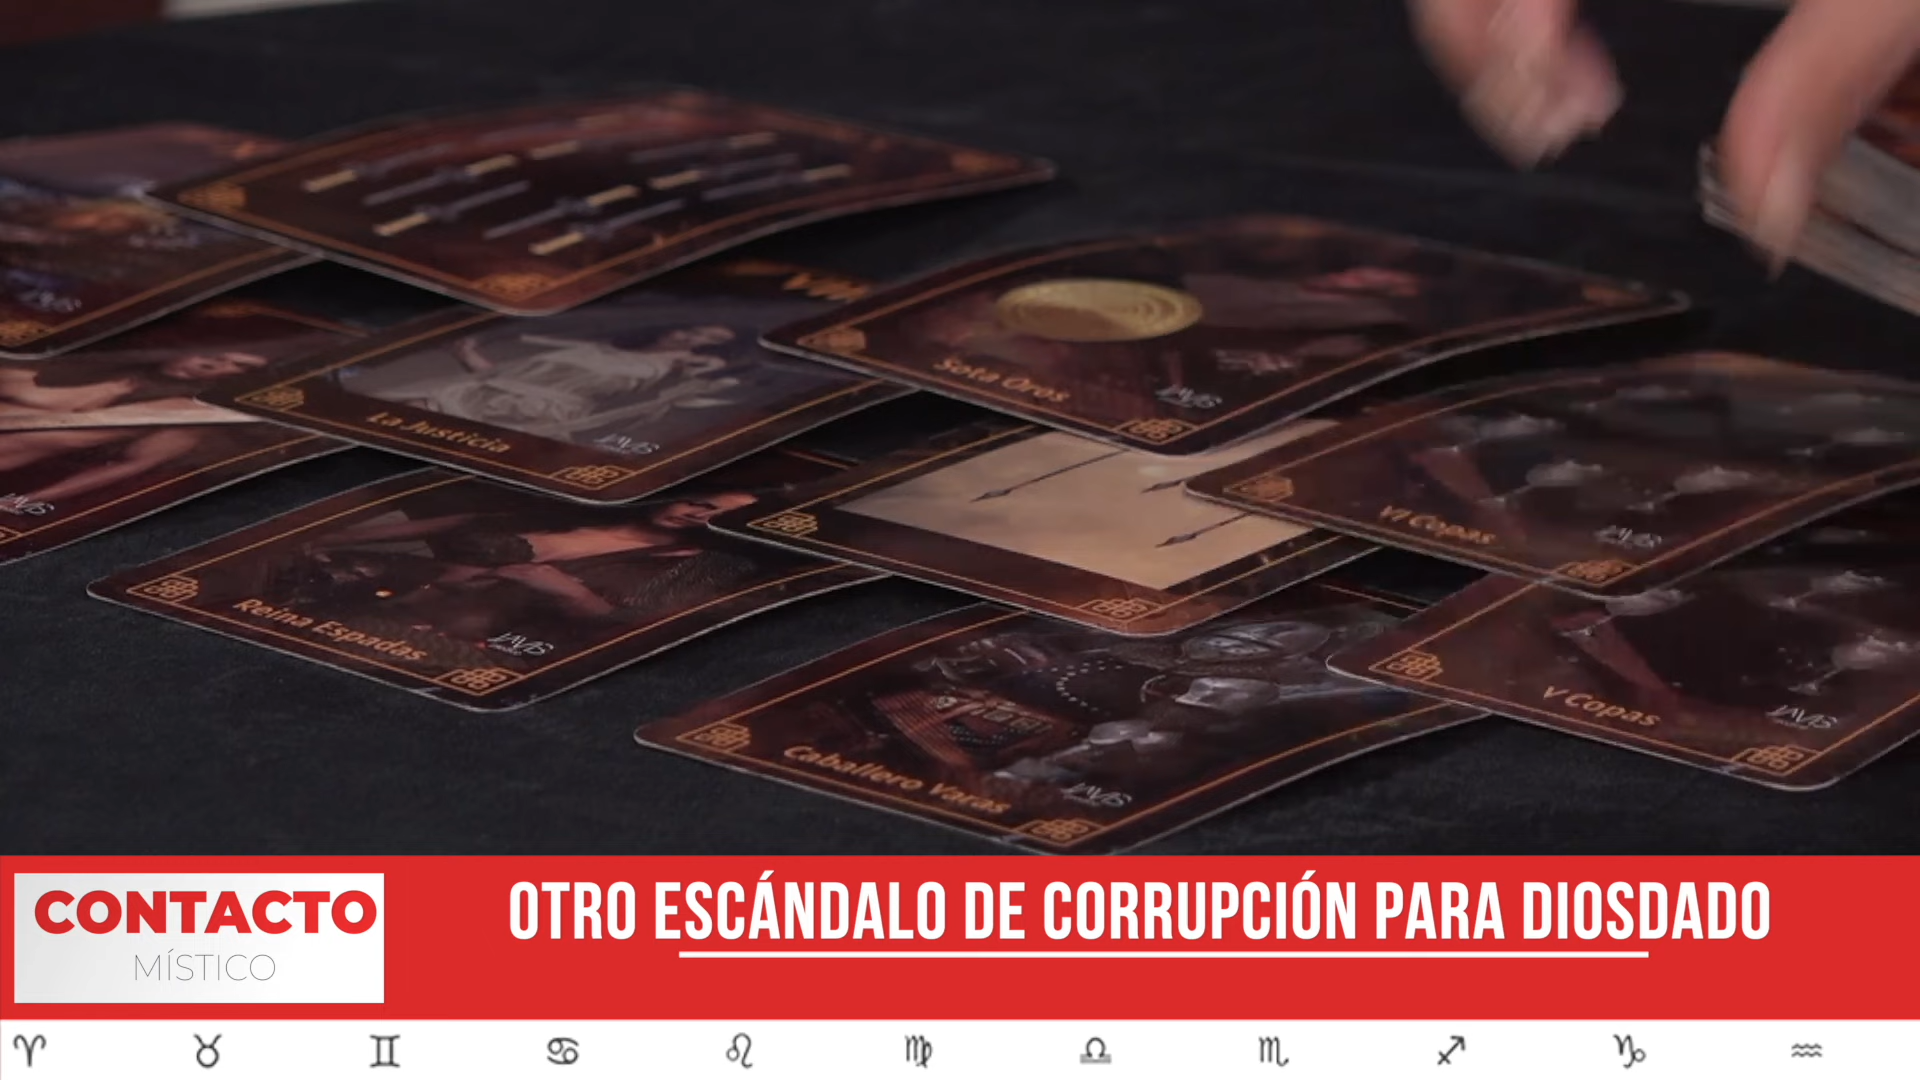 VIII
Sota Oros
La Justicia
VI Copas
Reina Espadas
V Copas
Caballero Varas
CONTACTO
MÍSTICO
OTRO ESCÁNDALO DE CORRUPCIÓN PARA DIOSDADO
♈ ♉ ♊ ♋ ♌ ♍ ♎ ♏ ♐ ♑ ♒